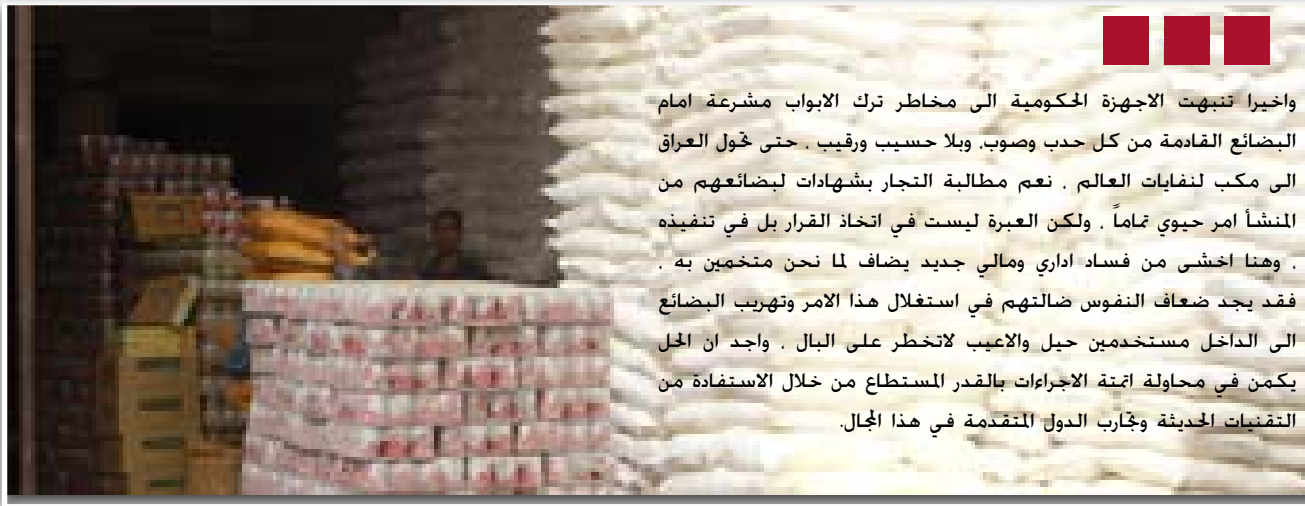 واخيرا تنبهت الاجهزة الحكومية الى مخاطر ترك الابواب مشرعة امام
البضائع القادمة من كل حدب وصوب، وبلا حسيب ورقيب ، حتى تحول العراق
الى مكب لنفايات العالم ، نعم مطالبة التجار بشهادات لبضائعهم من
المنشأ امر حيوي تماماً ، ولكن العبرة ليست في اتخاذ القرار بل في تنفيذه
، وهنا اخشى من فساد اداري ومالي جديد يضاف لما نحن متخمين به ،
فقد يجد ضعاف النفوس ضالتهم في استغلال هذا الامر وتهريب البضائع
الى الداخل مستخدمين حيل والاعيب لاتخطر على البال ، واجد ان الحل
يكمن في محاولة اتمتة الاجراءات بالقدر المستطاع من خلال الاستفادة من
التقنيات الحديثة وتجارب الدول المتقدمة في هذا المجال.